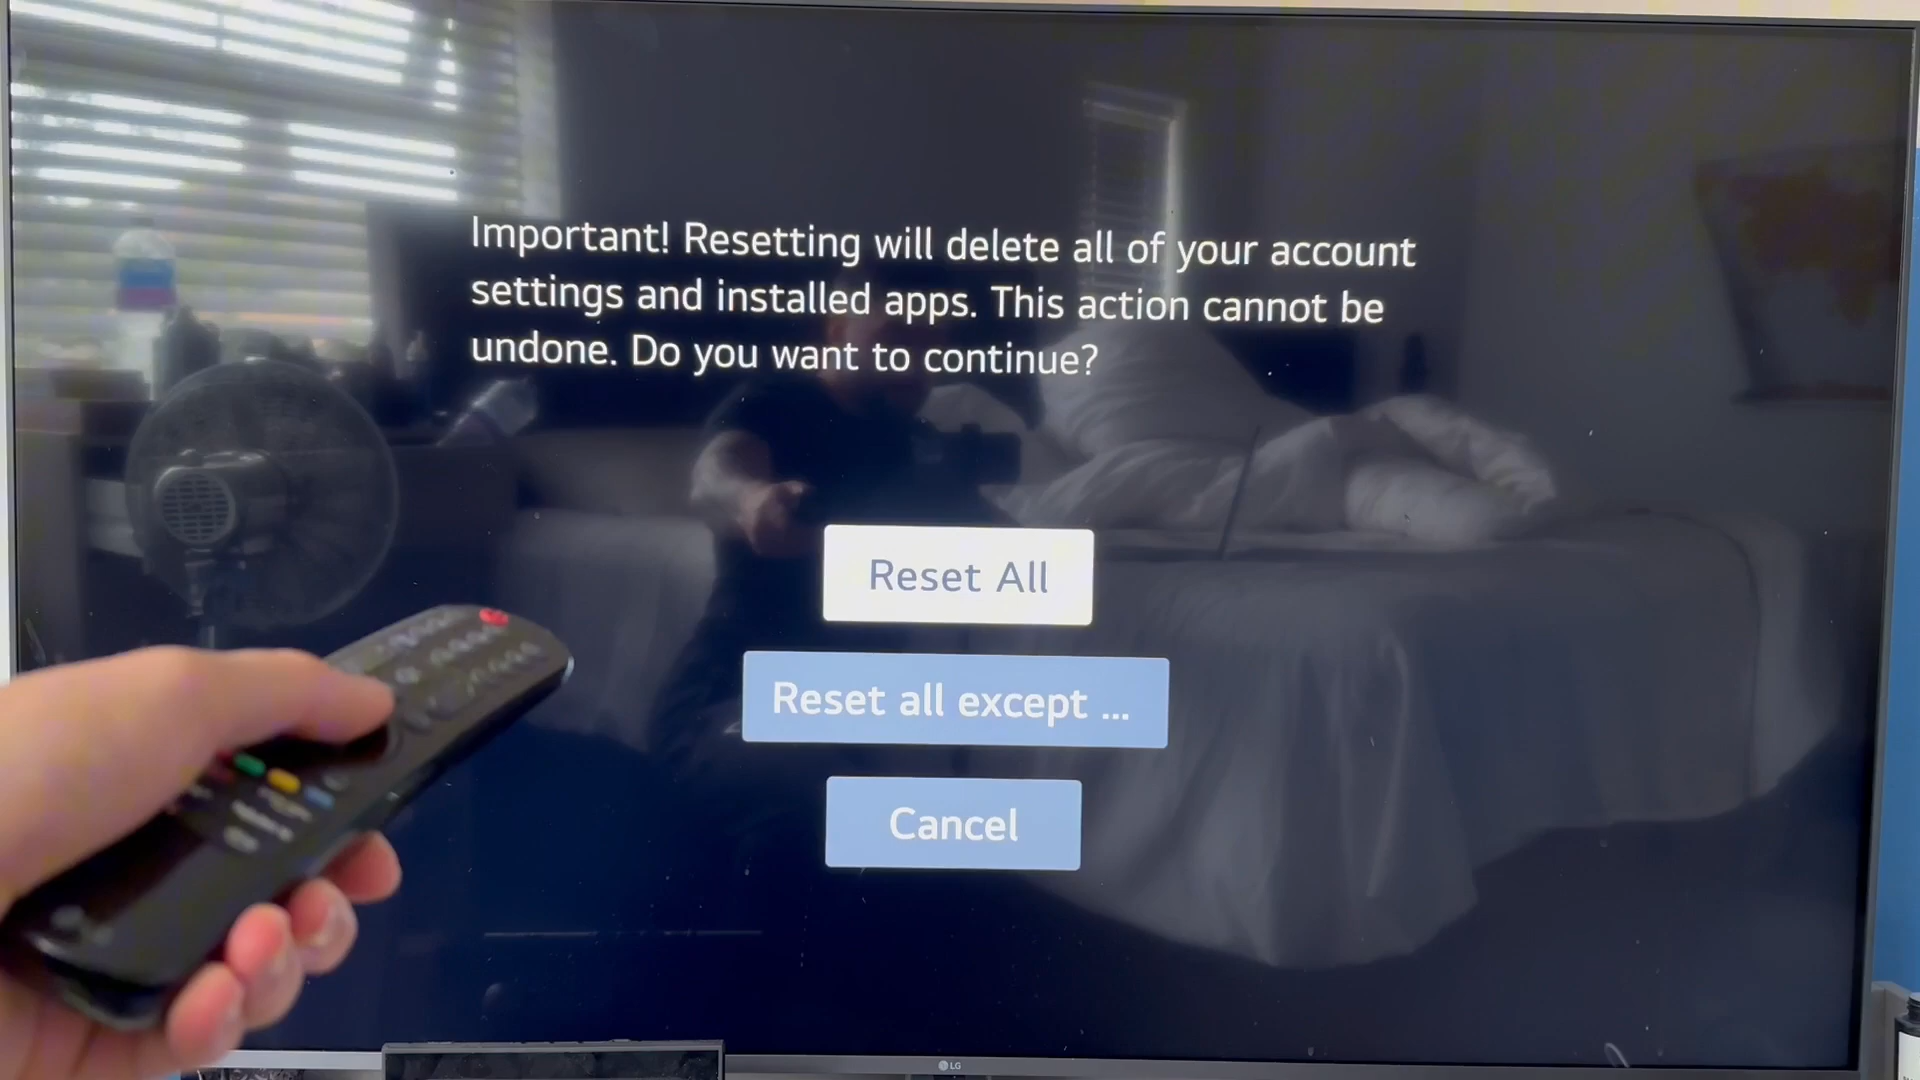 Important! Resetting will delete all of your account
settings and installed apps. This action cannot be
undone. Do you want to continue?
Reset All
Reset all except ...
Cancel
LG